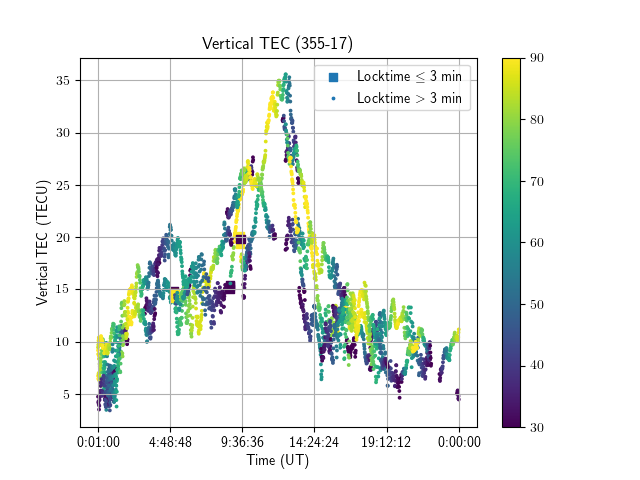 Vertical TEC (355-17)
Locktime ≤ 3 min
Locktime > 3 min
Vertical TEC (TECU)
35
30
25
20
15
10
5
0:01:00 4:48:48 9:36:36 14:24:24 19:12:12 0:00:00
Time (UT)
90
80
70
60
50
40
30